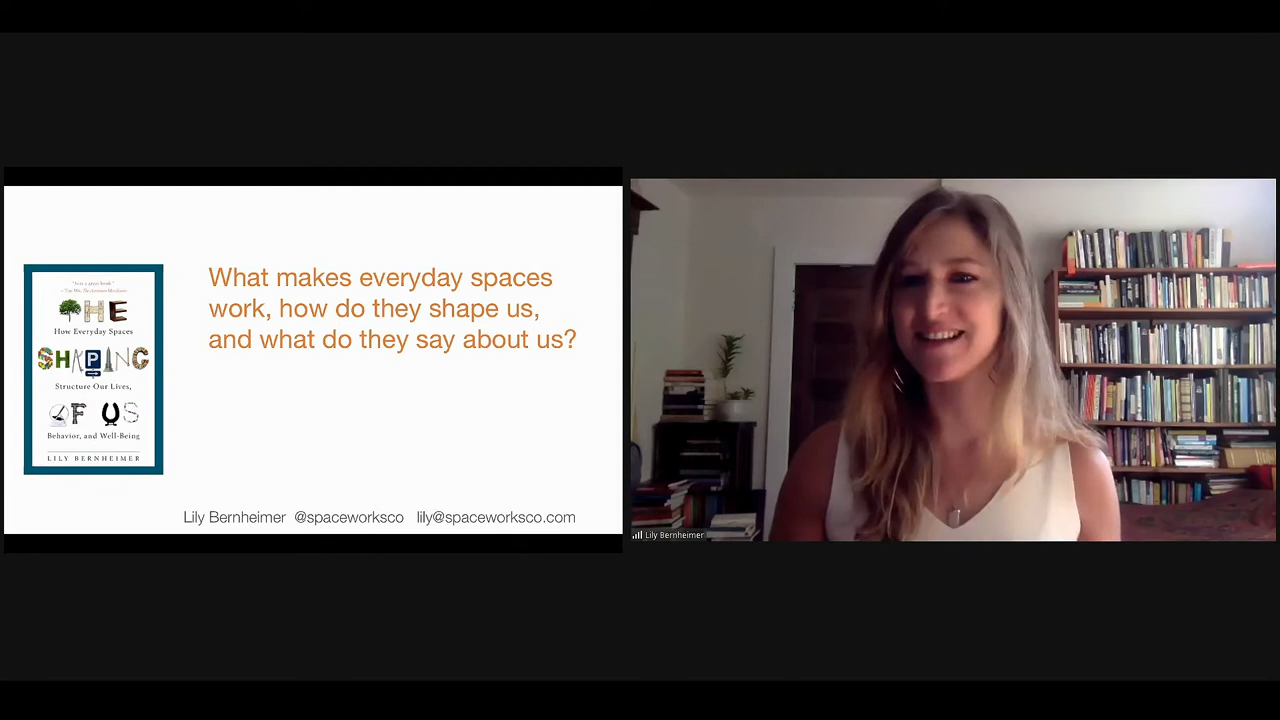 What makes everyday spaces
work, how do they shape us,
and what do they say about us?
"Just a great book."
THE
How Everyday Spaces
SHAPING
Structure Our Lives,
OF US
Behavior, and Well-Being
LILY BERNHEIMER
Lily Bernheimer @spaceworksco lily@spaceworksco.com
Lily Bernheimer